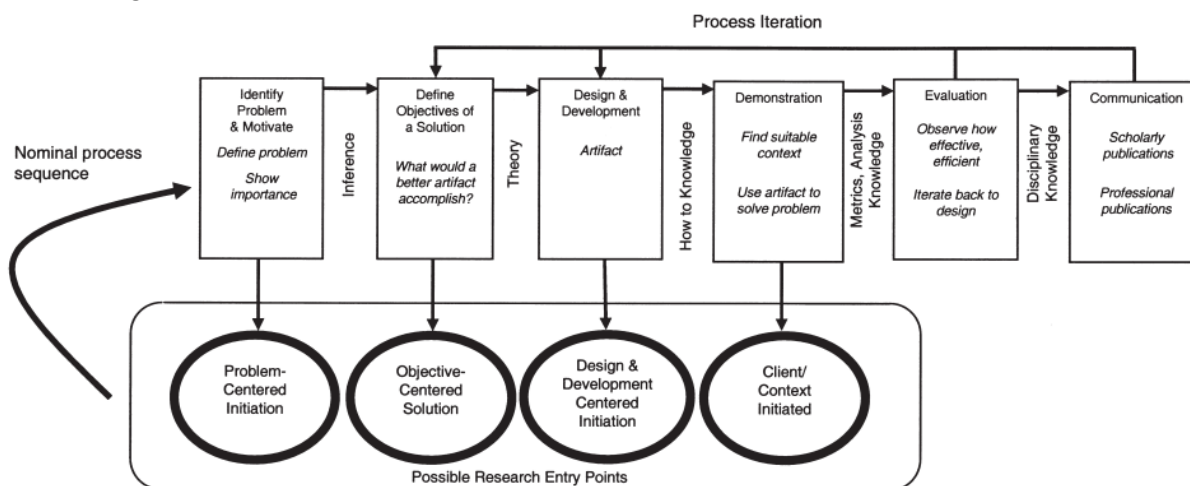 Process Iteration
Nominal process
sequence
Identify
Problem
& Motivate
Define problem
Show
importance
Inference
Define
Objectives of
a Solution
What would a
better artifact
accomplish?
Theory
Design &
Development
Artifact
How to Knowledge
Demonstration
Find suitable
context
Use artifact to
solve problem
Metrics, Analysis
Knowledge
Evaluation
Observe how
effective,
efficient
Iterate back to
design
Disciplinary
Knowledge
Communication
Scholarly
publications
Professional
publications
Problem-
Centered
Initiation
Objective-
Centered
Solution
Design &
Development
Centered
Initiation
Client/
Context
Initiated
Possible Research Entry Points